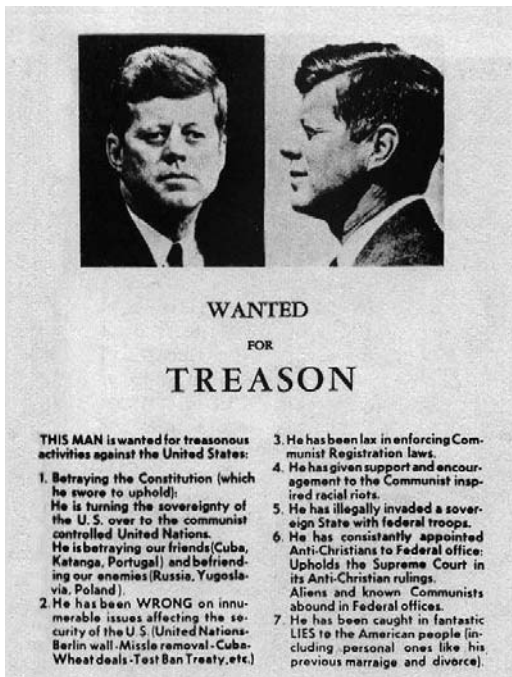 WANTED
FOR
TREASON
THIS MAN is wanted for treasonous
activities against the United States:
1. Betraying the Constitution (which
he swore to uphold):
He is turning the sovereignty of
the U.S. over to the communist
controlled United Nations.
He is betraying our friends (Cuba,
Katanga, Portugal) and befriend-
ing our enemies (Russia, Yugosla-
via, Poland).
2. He has been WRONG on innu-
merable issues affecting the se-
curity of the U.S. (United Nations-
Berlin wall - Missle removal - Cuba-
Wheat deals - Test Ban Treaty, etc.)
3. He has been lax in enforcing Com-
munist Registration laws.
4. He has given support and encour-
agement to the Communist insp-
ired racial riots.
5. He has illegally invaded a sover-
eign State with federal troops.
6. He has consistantly appointed
Anti-Christians to Federal office:
Upholds the Supreme Court in
its Anti-Christian rulings.
Aliens and known Communists
abound in Federal offices.
7. He has been caught in fantastic
LIES to the American people (in-
cluding personal ones like his
previous marraige and divorce).